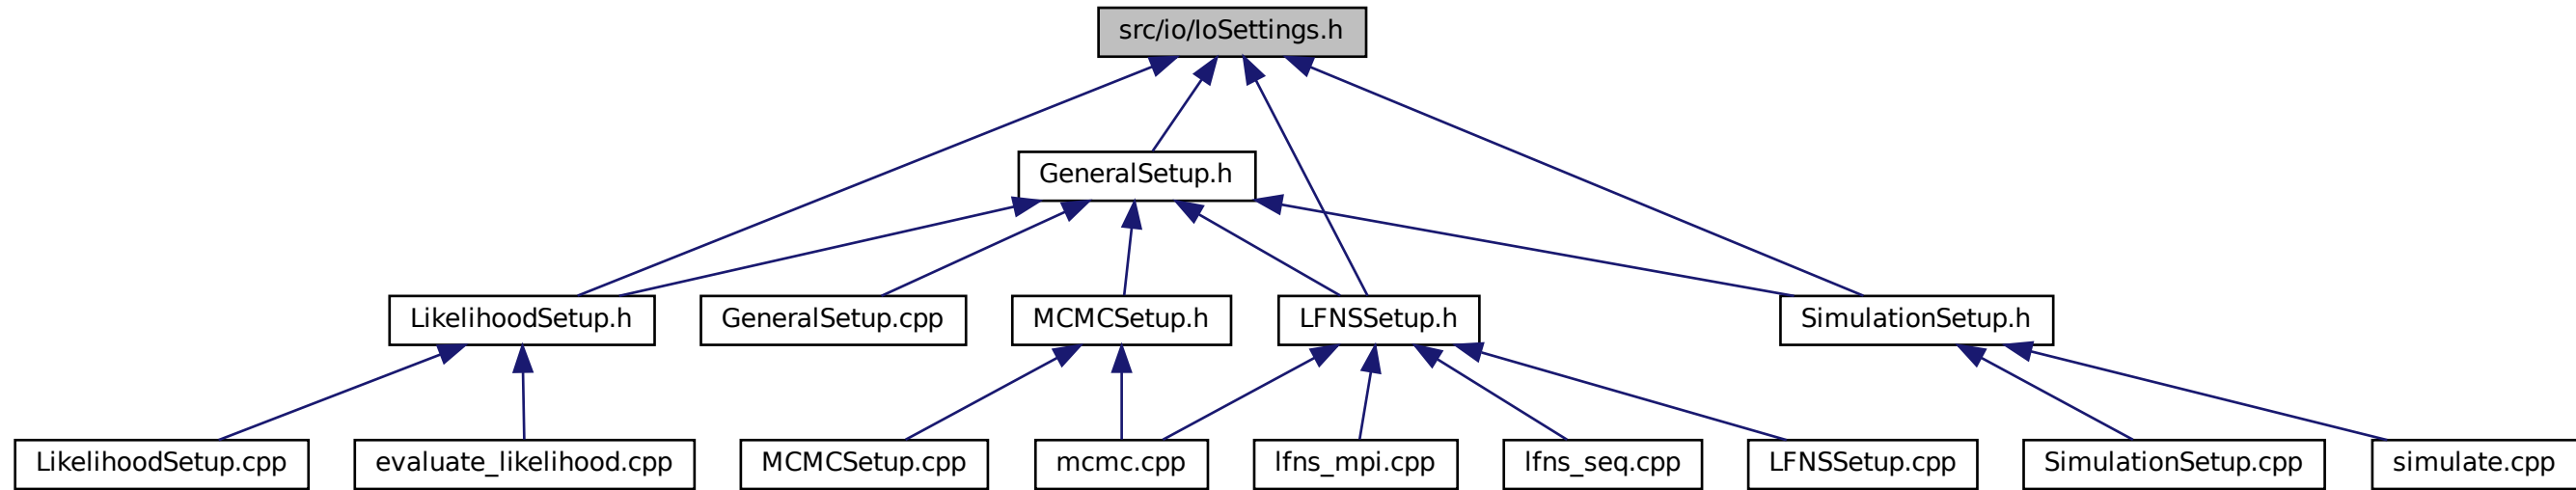 src/io/IoSettings.h
GeneralSetup.h
LikelihoodSetup.h
GeneralSetup.cpp
MCMCSetup.h
LFNSSetup.h
SimulationSetup.h
LikelihoodSetup.cpp
evaluate_likelihood.cpp
MCMCSetup.cpp
mcmc.cpp
lfns_mpi.cpp
lfns_seq.cpp
LFNSSetup.cpp
SimulationSetup.cpp
simulate.cpp